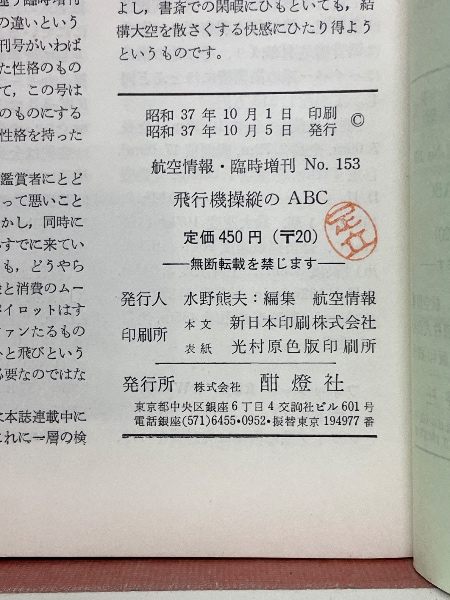 よし，書斎での閑暇にひもといても，結
構大空を散さくする快感にひたり得よう
というものです。
昭和 37 年 10 月 1 日 印刷
昭和 37 年 10 月 5 日 発行 ©
航空情報・臨時増刊 No. 153
飛行機操縦の ABC
定価 450 円 (〒20)
無断転載を禁じます
発行人 水野熊夫：編集 航空情報
印刷所 本文 新日本印刷株式会社
表紙 光村原色版印刷所
発行所 株式会社 酣燈社
東京都中央区銀座6丁目4交詢社ビル 601 号
電話銀座(571)6455・0952・振替東京 194977 番
の違いという
刊号がいわば
た性格のもの
て，この号は
のものにする
性格を持った
鑑賞者にとど
って悪いこと
かし，同時に
らすでに来てい
も，どうやら
と消費のムー
パイロットはす
ファンたるもの
と飛びという
必要なのではな
本誌連載中に
これに一層の検